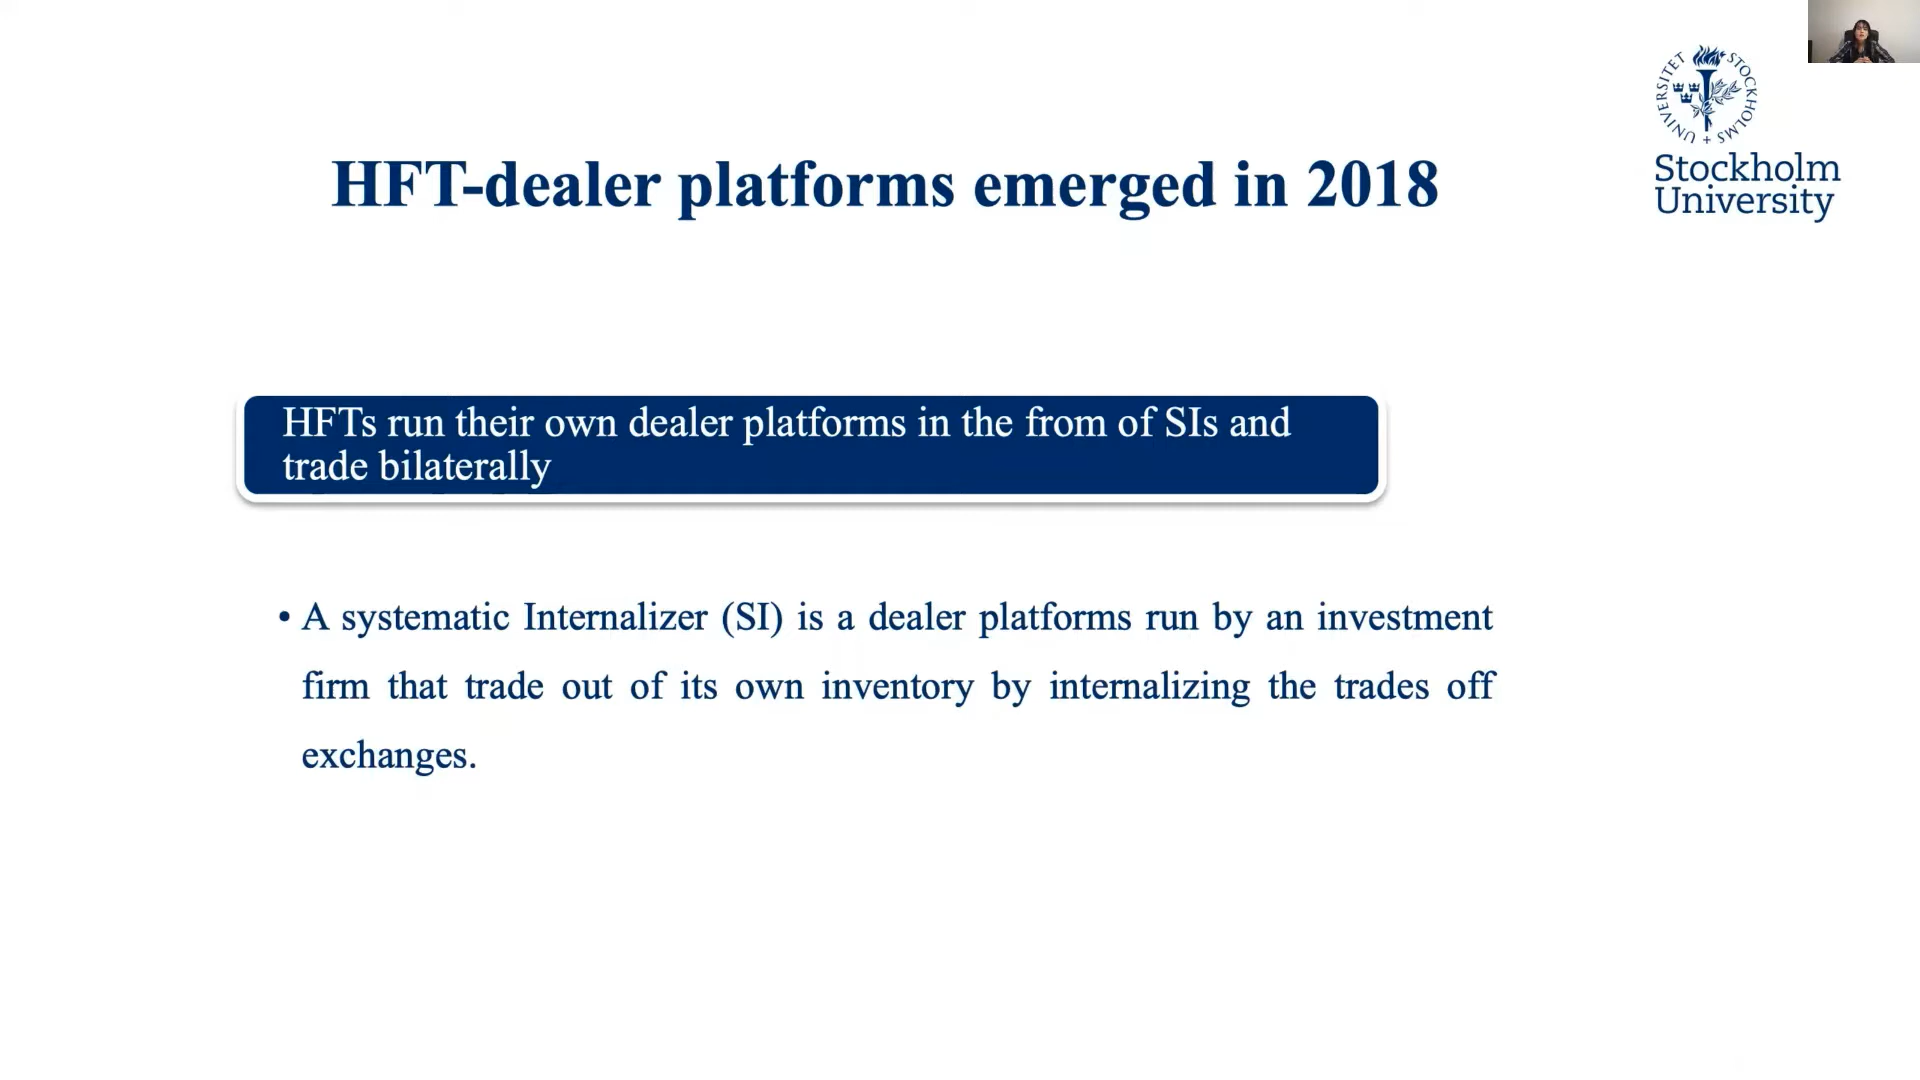 HFT-dealer platforms emerged in 2018
STOCKHOLMS + UNIVERSITET
Stockholm
University
HFTs run their own dealer platforms in the from of SIs and
trade bilaterally
• A systematic Internalizer (SI) is a dealer platforms run by an investment
firm that trade out of its own inventory by internalizing the trades off
exchanges.